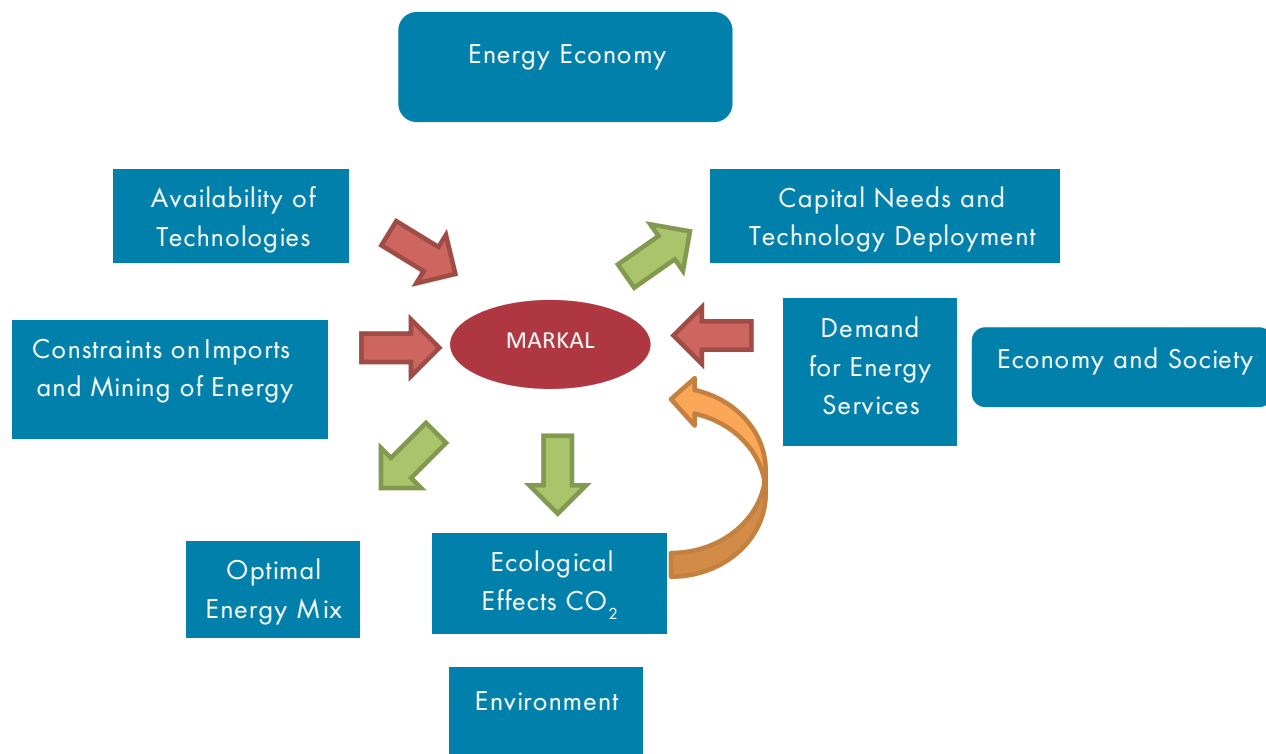 Energy Economy
Availability of
Technologies
Capital Needs and
Technology Deployment
Constraints on Imports
and Mining of Energy
MARKAL
Demand
for Energy
Services
Economy and Society
Optimal
Energy Mix
Ecological
Effects CO₂
Environment